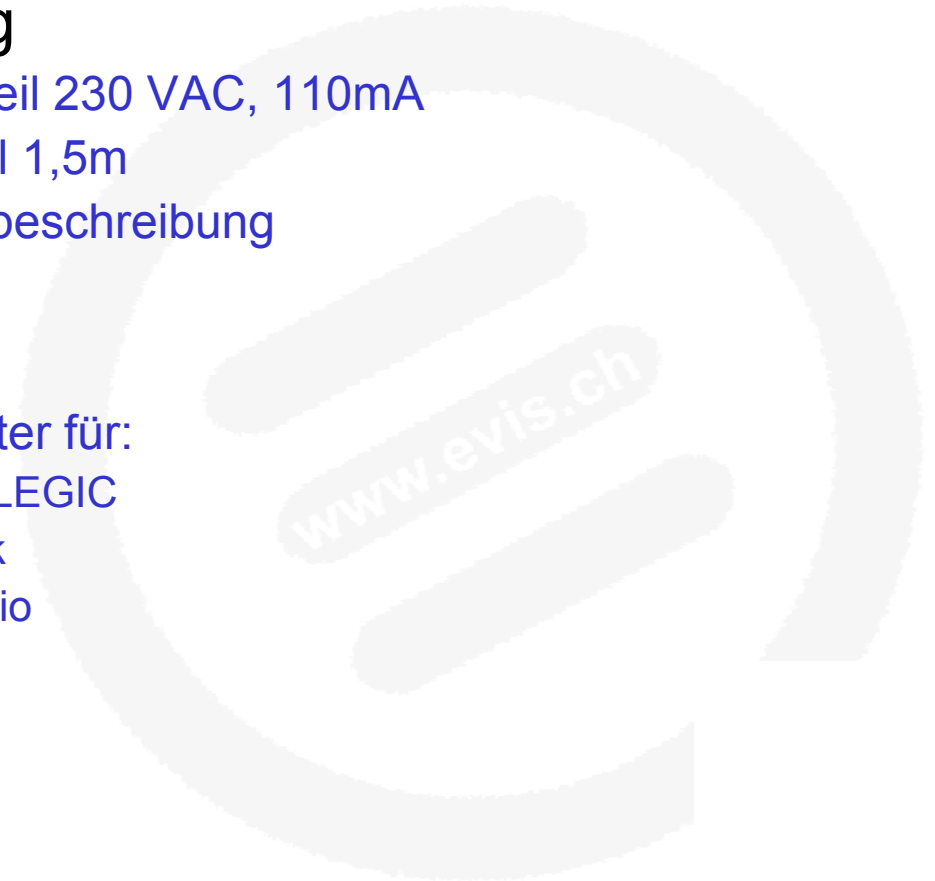 g
eil 230 VAC, 110mA
l 1,5m
beschreibung
ter für:
LEGIC
k
io
www.evis.ch